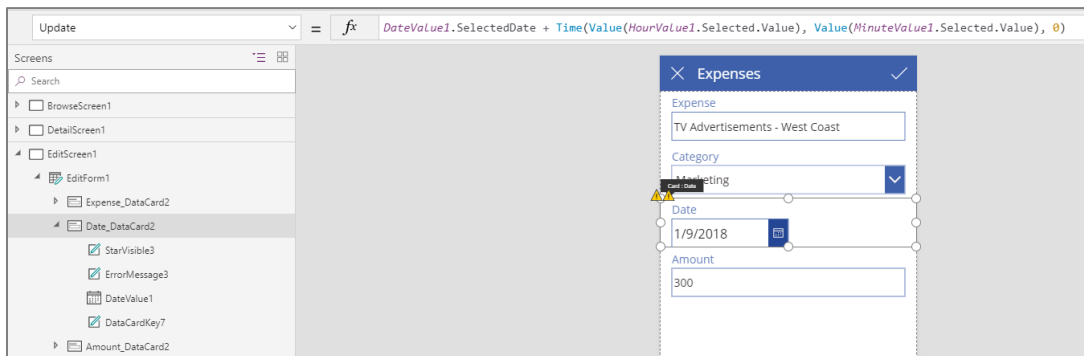 Update = fx DateValue1.SelectedDate + Time(Value(HourValue1.Selected.Value), Value(MinuteValue1.Selected.Value), 0)
Screens
Search
BrowseScreen1
DetailScreen1
EditScreen1
EditForm1
Expense_DataCard2
Date_DataCard2
StarVisible3
ErrorMessage3
DateValue1
DataCardKey7
Amount_DataCard2
Expenses
Expense
TV Advertisements - West Coast
Category
Marketing
Card : Date
Date
1/9/2018
Amount
300